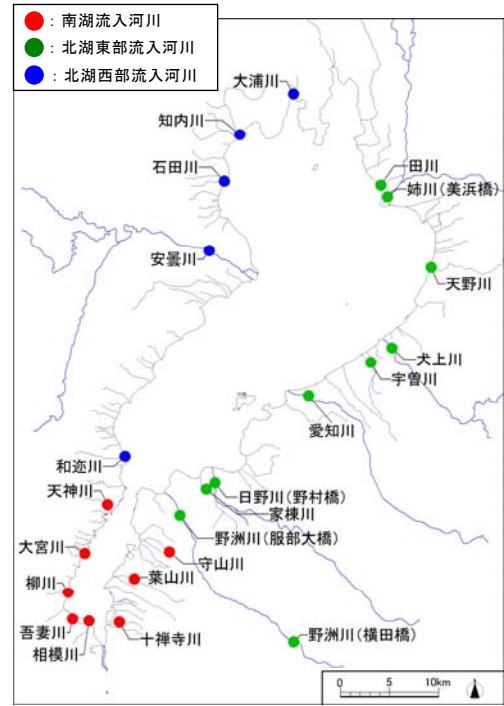 ● : 南湖流入河川
● : 北湖東部流入河川
● : 北湖西部流入河川
大浦川
知内川
石田川
田川
姉川(美浜橋)
安曇川
天野川
犬上川
宇曽川
愛知川
和迩川
天神川
日野川(野村橋)
家棟川
野洲川(服部大橋)
大宮川
守山川
葉山川
柳川
吾妻川
相模川
十禅寺川
野洲川(横田橋)
0 5 10km